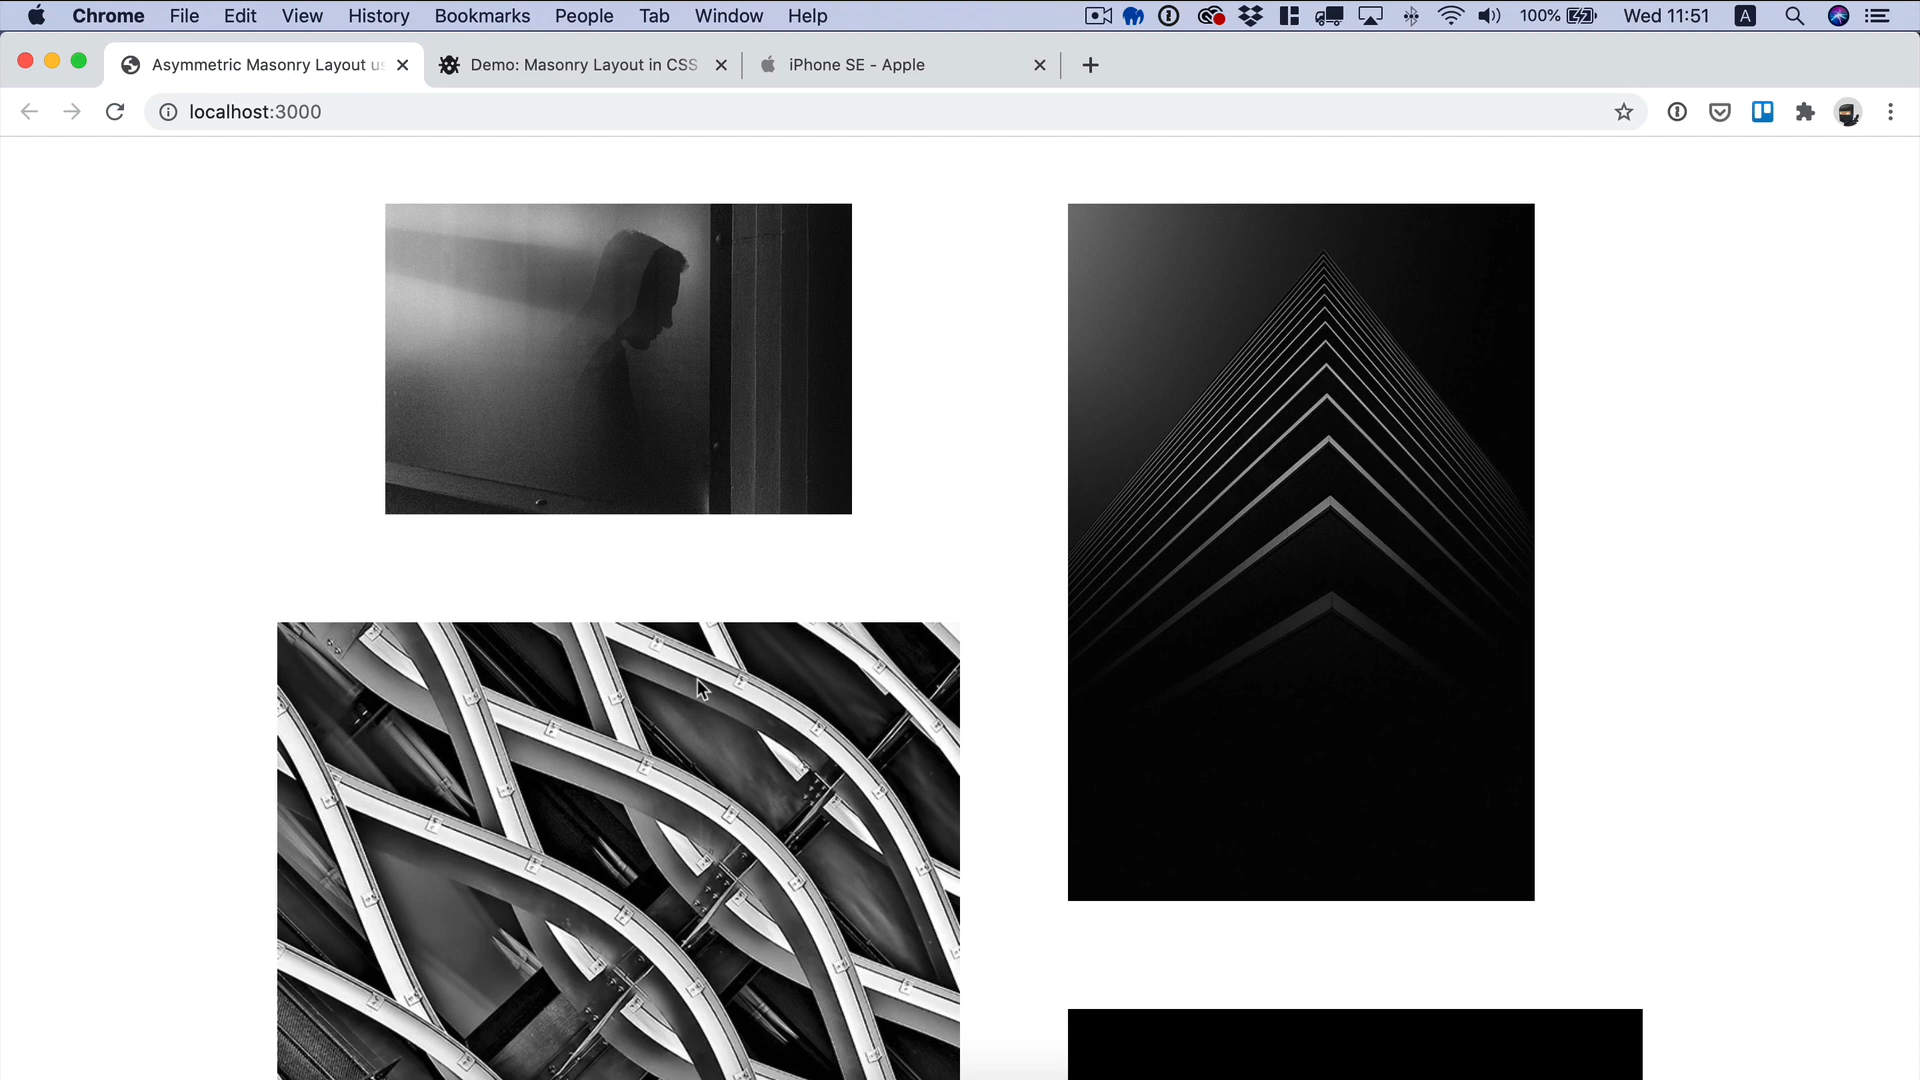 Chrome File Edit View History Bookmarks People Tab Window Help 100% Wed 11:51 A
Asymmetric Masonry Layout us Demo: Masonry Layout in CSS iPhone SE - Apple
localhost:3000